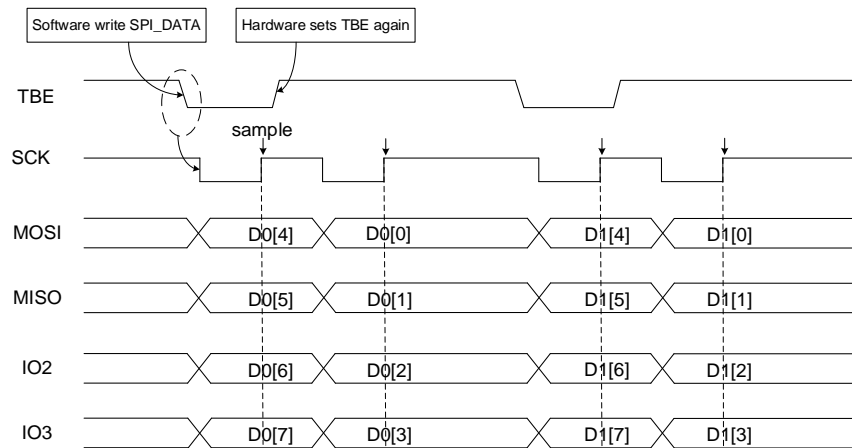 Software write SPI_DATA
Hardware sets TBE again
TBE
sample
SCK
MOSI D0[4] D0[0] D1[4] D1[0]
MISO D0[5] D0[1] D1[5] D1[1]
IO2 D0[6] D0[2] D1[6] D1[2]
IO3 D0[7] D0[3] D1[7] D1[3]